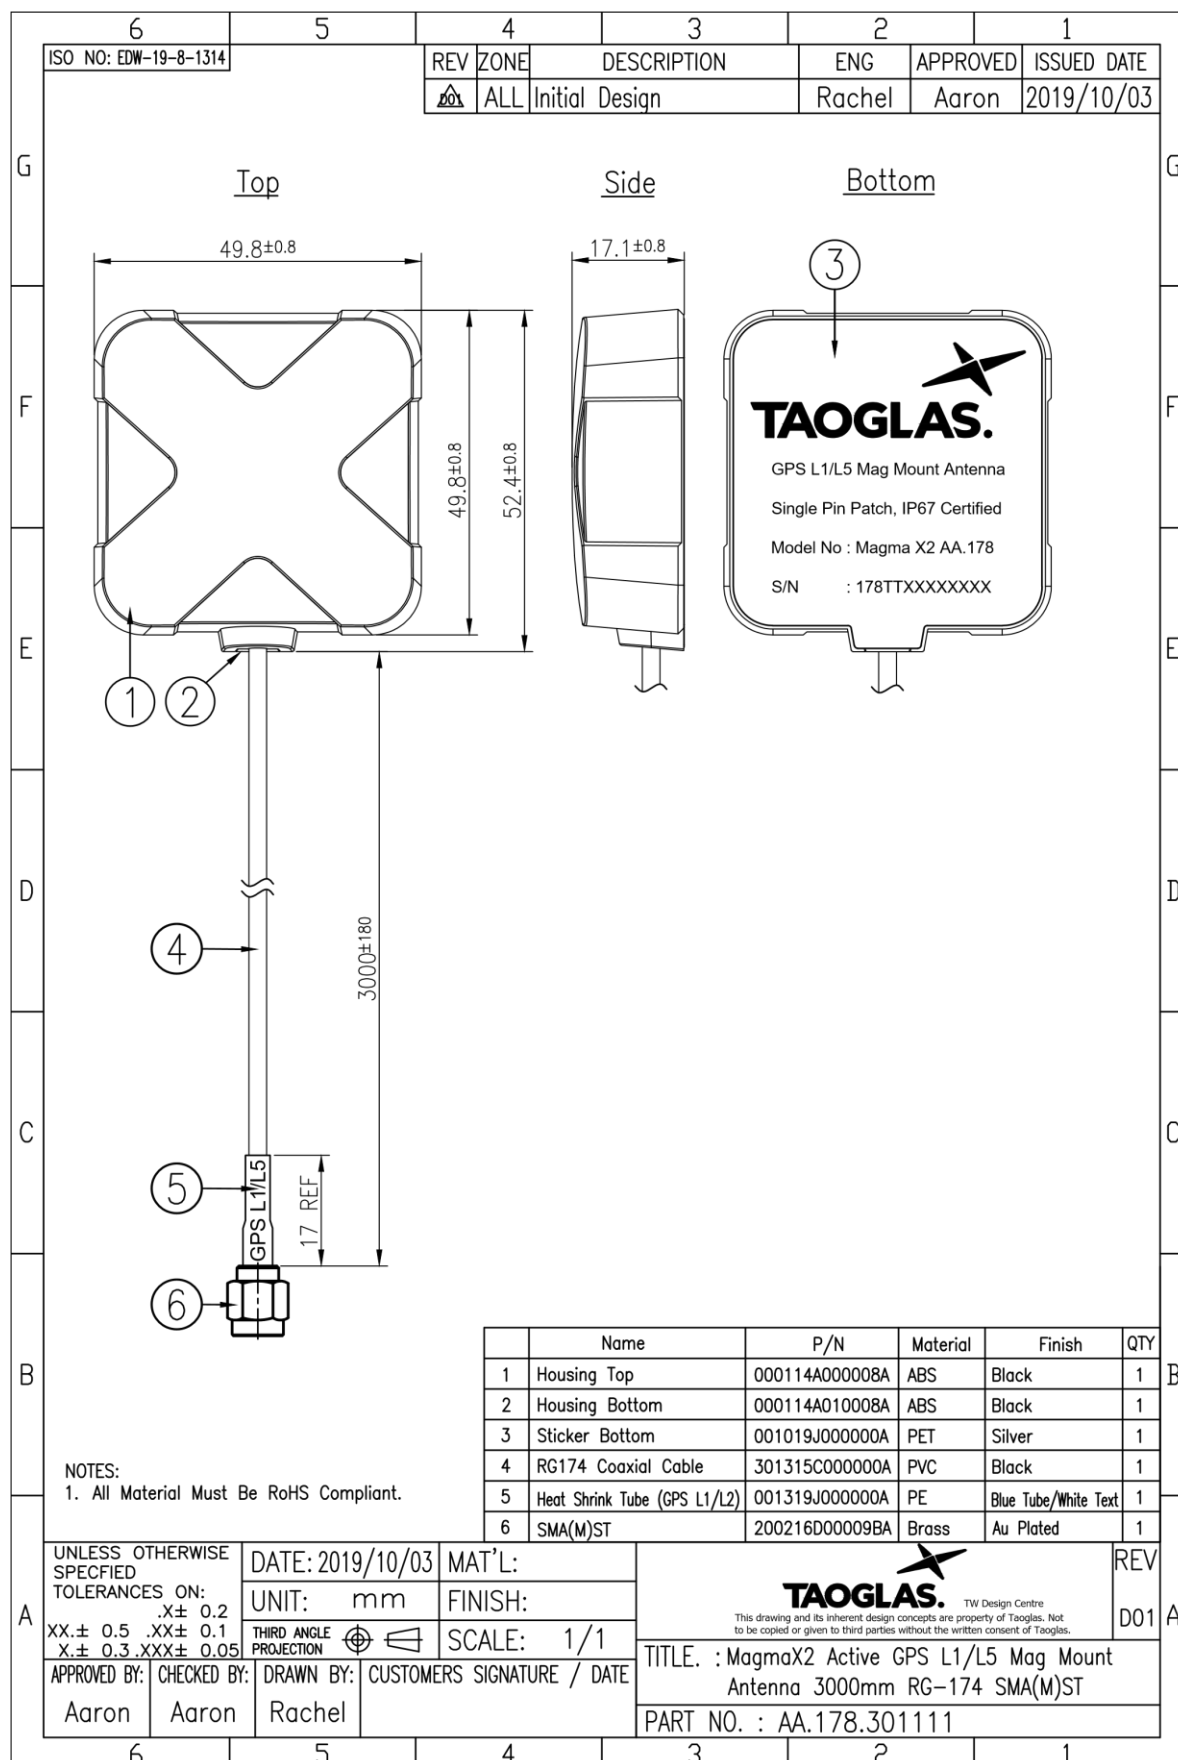 6 5 4 3 2 1
ISO NO: EDW-19-8-1314
REV ZONE DESCRIPTION ENG APPROVED ISSUED DATE
D01 ALL Initial Design Rachel Aaron 2019/10/03
G G
Top Side Bottom
49.8±0.8 17.1±0.8
3
F F
49.8±0.8
52.4±0.8
TAOGLAS.
GPS L1/L5 Mag Mount Antenna
Single Pin Patch, IP67 Certified
Model No : Magma X2 AA.178
S/N : 178TTXXXXXXXX
E E
1 2
D D
4
3000±180
C C
5
GPS L1/L5
17 REF
6
B B
Name P/N Material Finish QTY
1 Housing Top 000114A000008A ABS Black 1
2 Housing Bottom 000114A010008A ABS Black 1
3 Sticker Bottom 001019J000000A PET Silver 1
4 RG174 Coaxial Cable 301315C000000A PVC Black 1
5 Heat Shrink Tube (GPS L1/L2) 001319J000000A PE Blue Tube/White Text 1
6 SMA(M)ST 200216D00009BA Brass Au Plated 1
NOTES:
1. All Material Must Be RoHS Compliant.
A A
UNLESS OTHERWISE
SPECFIED
TOLERANCES ON:
.X± 0.2
XX.± 0.5 .XX± 0.1
X.± 0.3 .XXX± 0.05
DATE: 2019/10/03 MAT'L:
UNIT: mm FINISH:
THIRD ANGLE
PROJECTION
SCALE: 1/1
TAOGLAS. TW Design Centre
This drawing and its inherent design concepts are property of Taoglas. Not
to be copied or given to third parties without the written consent of Taoglas.
REV
D01
APPROVED BY: CHECKED BY: DRAWN BY: CUSTOMERS SIGNATURE / DATE
Aaron Aaron Rachel
TITLE. : MagmaX2 Active GPS L1/L5 Mag Mount
Antenna 3000mm RG-174 SMA(M)ST
PART NO. : AA.178.301111
6 5 4 3 2 1